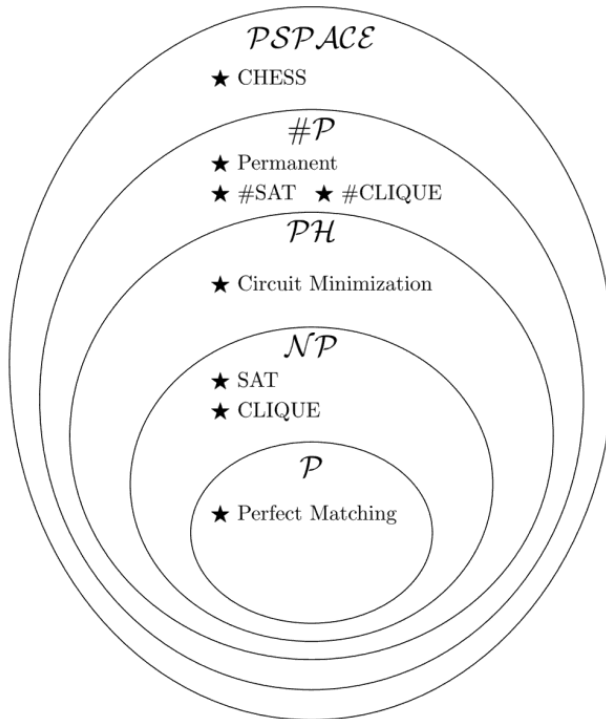 PSPACE
★ CHESS
#P
★ Permanent
★ #SAT ★ #CLIQUE
PH
★ Circuit Minimization
NP
★ SAT
★ CLIQUE
P
★ Perfect Matching